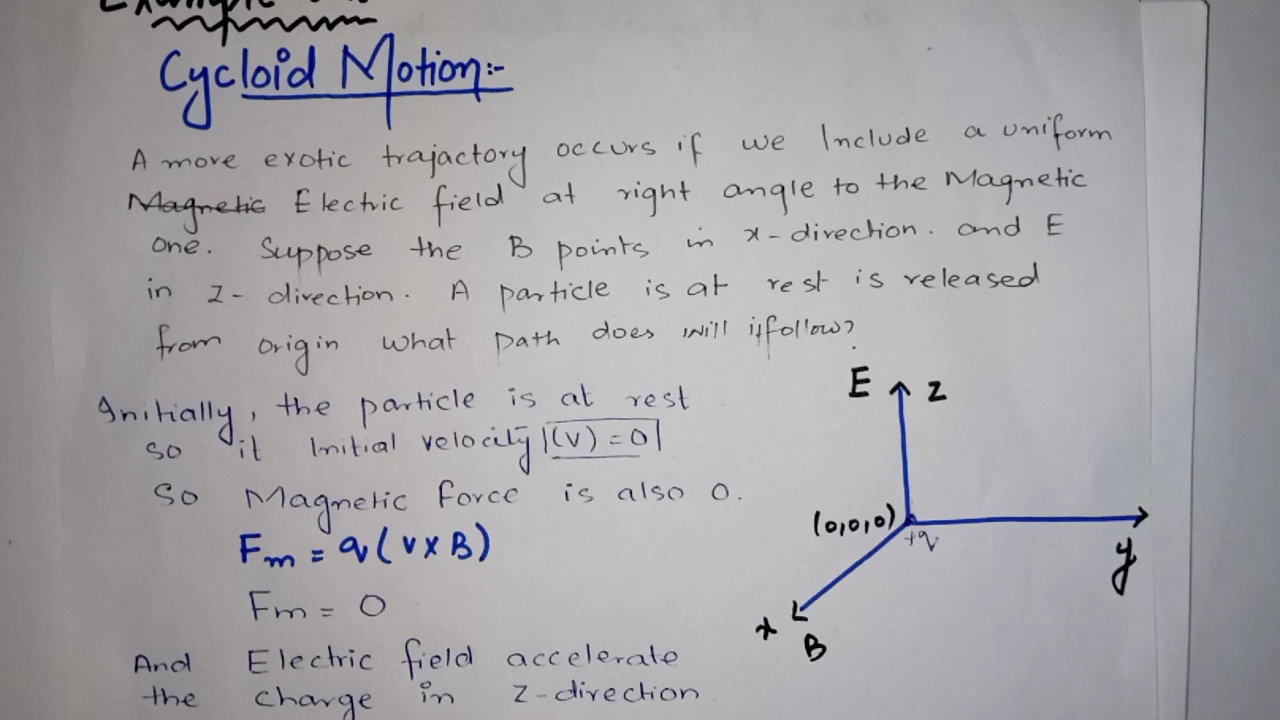 Cycloid Motion:-
A more exotic trajactory occurs if we Include a uniform
Magnetic Electric field at right angle to the Magnetic
one. Suppose the B points in x-direction. and E
in z-direction. A particle is at rest is released
from origin what path does will it follow?
Initially, the particle is at rest
so it Initial velocity |(v) = 0|
So Magnetic force is also 0.
Fm = q(v×B)
Fm = 0
And Electric field accelerate
the charge in z-direction
E z
(0,0,0)
+q
y
x
B